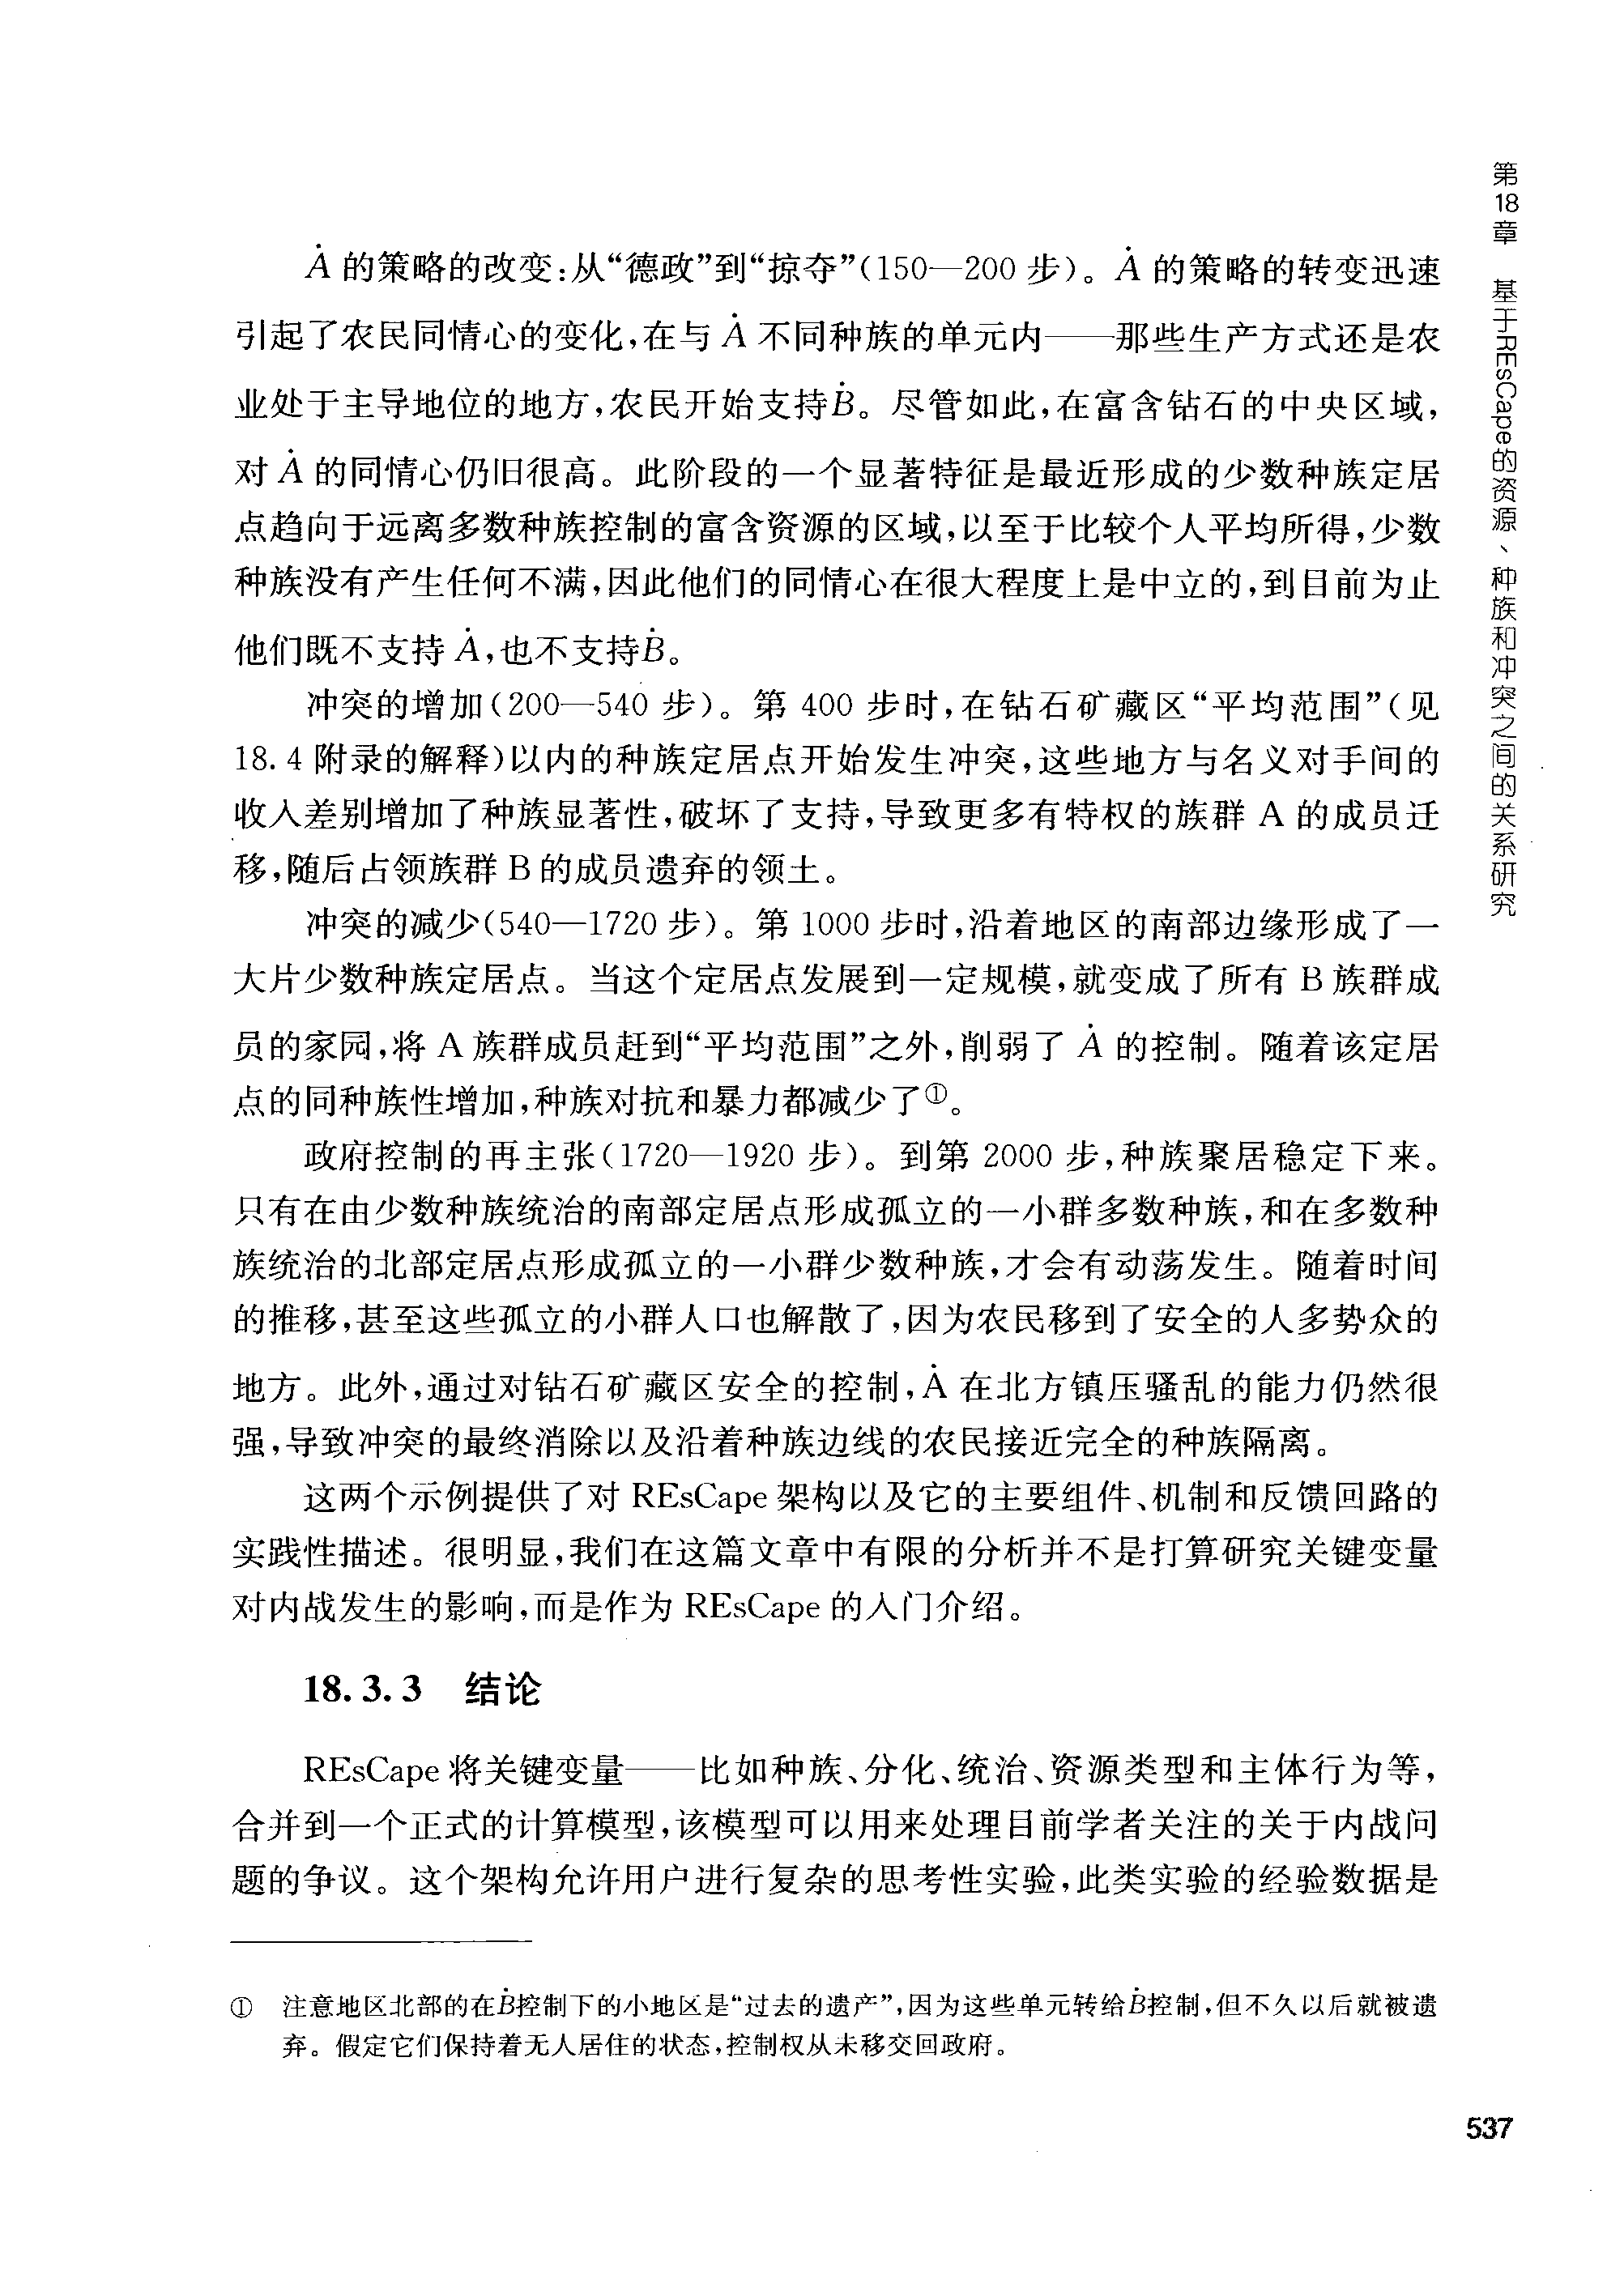 第18章 基于REsCape的资源、种族和冲突之间的关系研究
Ȧ 的策略的改变:从“德政”到“掠夺”(150—200 步)。Ȧ 的策略的转变迅速
引起了农民同情心的变化,在与 Ȧ 不同种族的单元内——那些生产方式还是农
业处于主导地位的地方,农民开始支持Ḃ。尽管如此,在富含钻石的中央区域,
对 Ȧ 的同情心仍旧很高。此阶段的一个显著特征是最近形成的少数种族定居
点趋向于远离多数种族控制的富含资源的区域,以至于比较个人平均所得,少数
种族没有产生任何不满,因此他们的同情心在很大程度上是中立的,到目前为止
他们既不支持 Ȧ,也不支持Ḃ。
冲突的增加(200—540 步)。第 400 步时,在钻石矿藏区“平均范围”(见
18.4 附录的解释)以内的种族定居点开始发生冲突,这些地方与名义对手间的
收入差别增加了种族显著性,破坏了支持,导致更多有特权的族群 A 的成员迁
移,随后占领族群 B 的成员遗弃的领土。
冲突的减少(540—1720 步)。第 1000 步时,沿着地区的南部边缘形成了一
大片少数种族定居点。当这个定居点发展到一定规模,就变成了所有 B 族群成
员的家园,将 A 族群成员赶到“平均范围”之外,削弱了 Ȧ 的控制。随着该定居
点的同种族性增加,种族对抗和暴力都减少了①。
政府控制的再主张(1720—1920 步)。到第 2000 步,种族聚居稳定下来。
只有在由少数种族统治的南部定居点形成孤立的一小群多数种族,和在多数种
族统治的北部定居点形成孤立的一小群少数种族,才会有动荡发生。随着时间
的推移,甚至这些孤立的小群人口也解散了,因为农民移到了安全的人多势众的
地方。此外,通过对钻石矿藏区安全的控制,Ȧ 在北方镇压骚乱的能力仍然很
强,导致冲突的最终消除以及沿着种族边线的农民接近完全的种族隔离。
这两个示例提供了对 REsCape 架构以及它的主要组件、机制和反馈回路的
实践性描述。很明显,我们在这篇文章中有限的分析并不是打算研究关键变量
对内战发生的影响,而是作为 REsCape 的入门介绍。
18.3.3 结论
REsCape 将关键变量——比如种族、分化、统治、资源类型和主体行为等,
合并到一个正式的计算模型,该模型可以用来处理目前学者关注的关于内战问
题的争议。这个架构允许用户进行复杂的思考性实验,此类实验的经验数据是
① 注意地区北部的在Ḃ控制下的小地区是“过去的遗产”,因为这些单元转给Ḃ控制,但不久以后就被遗
弃。假定它们保持着无人居住的状态,控制权从未移交回政府。
537